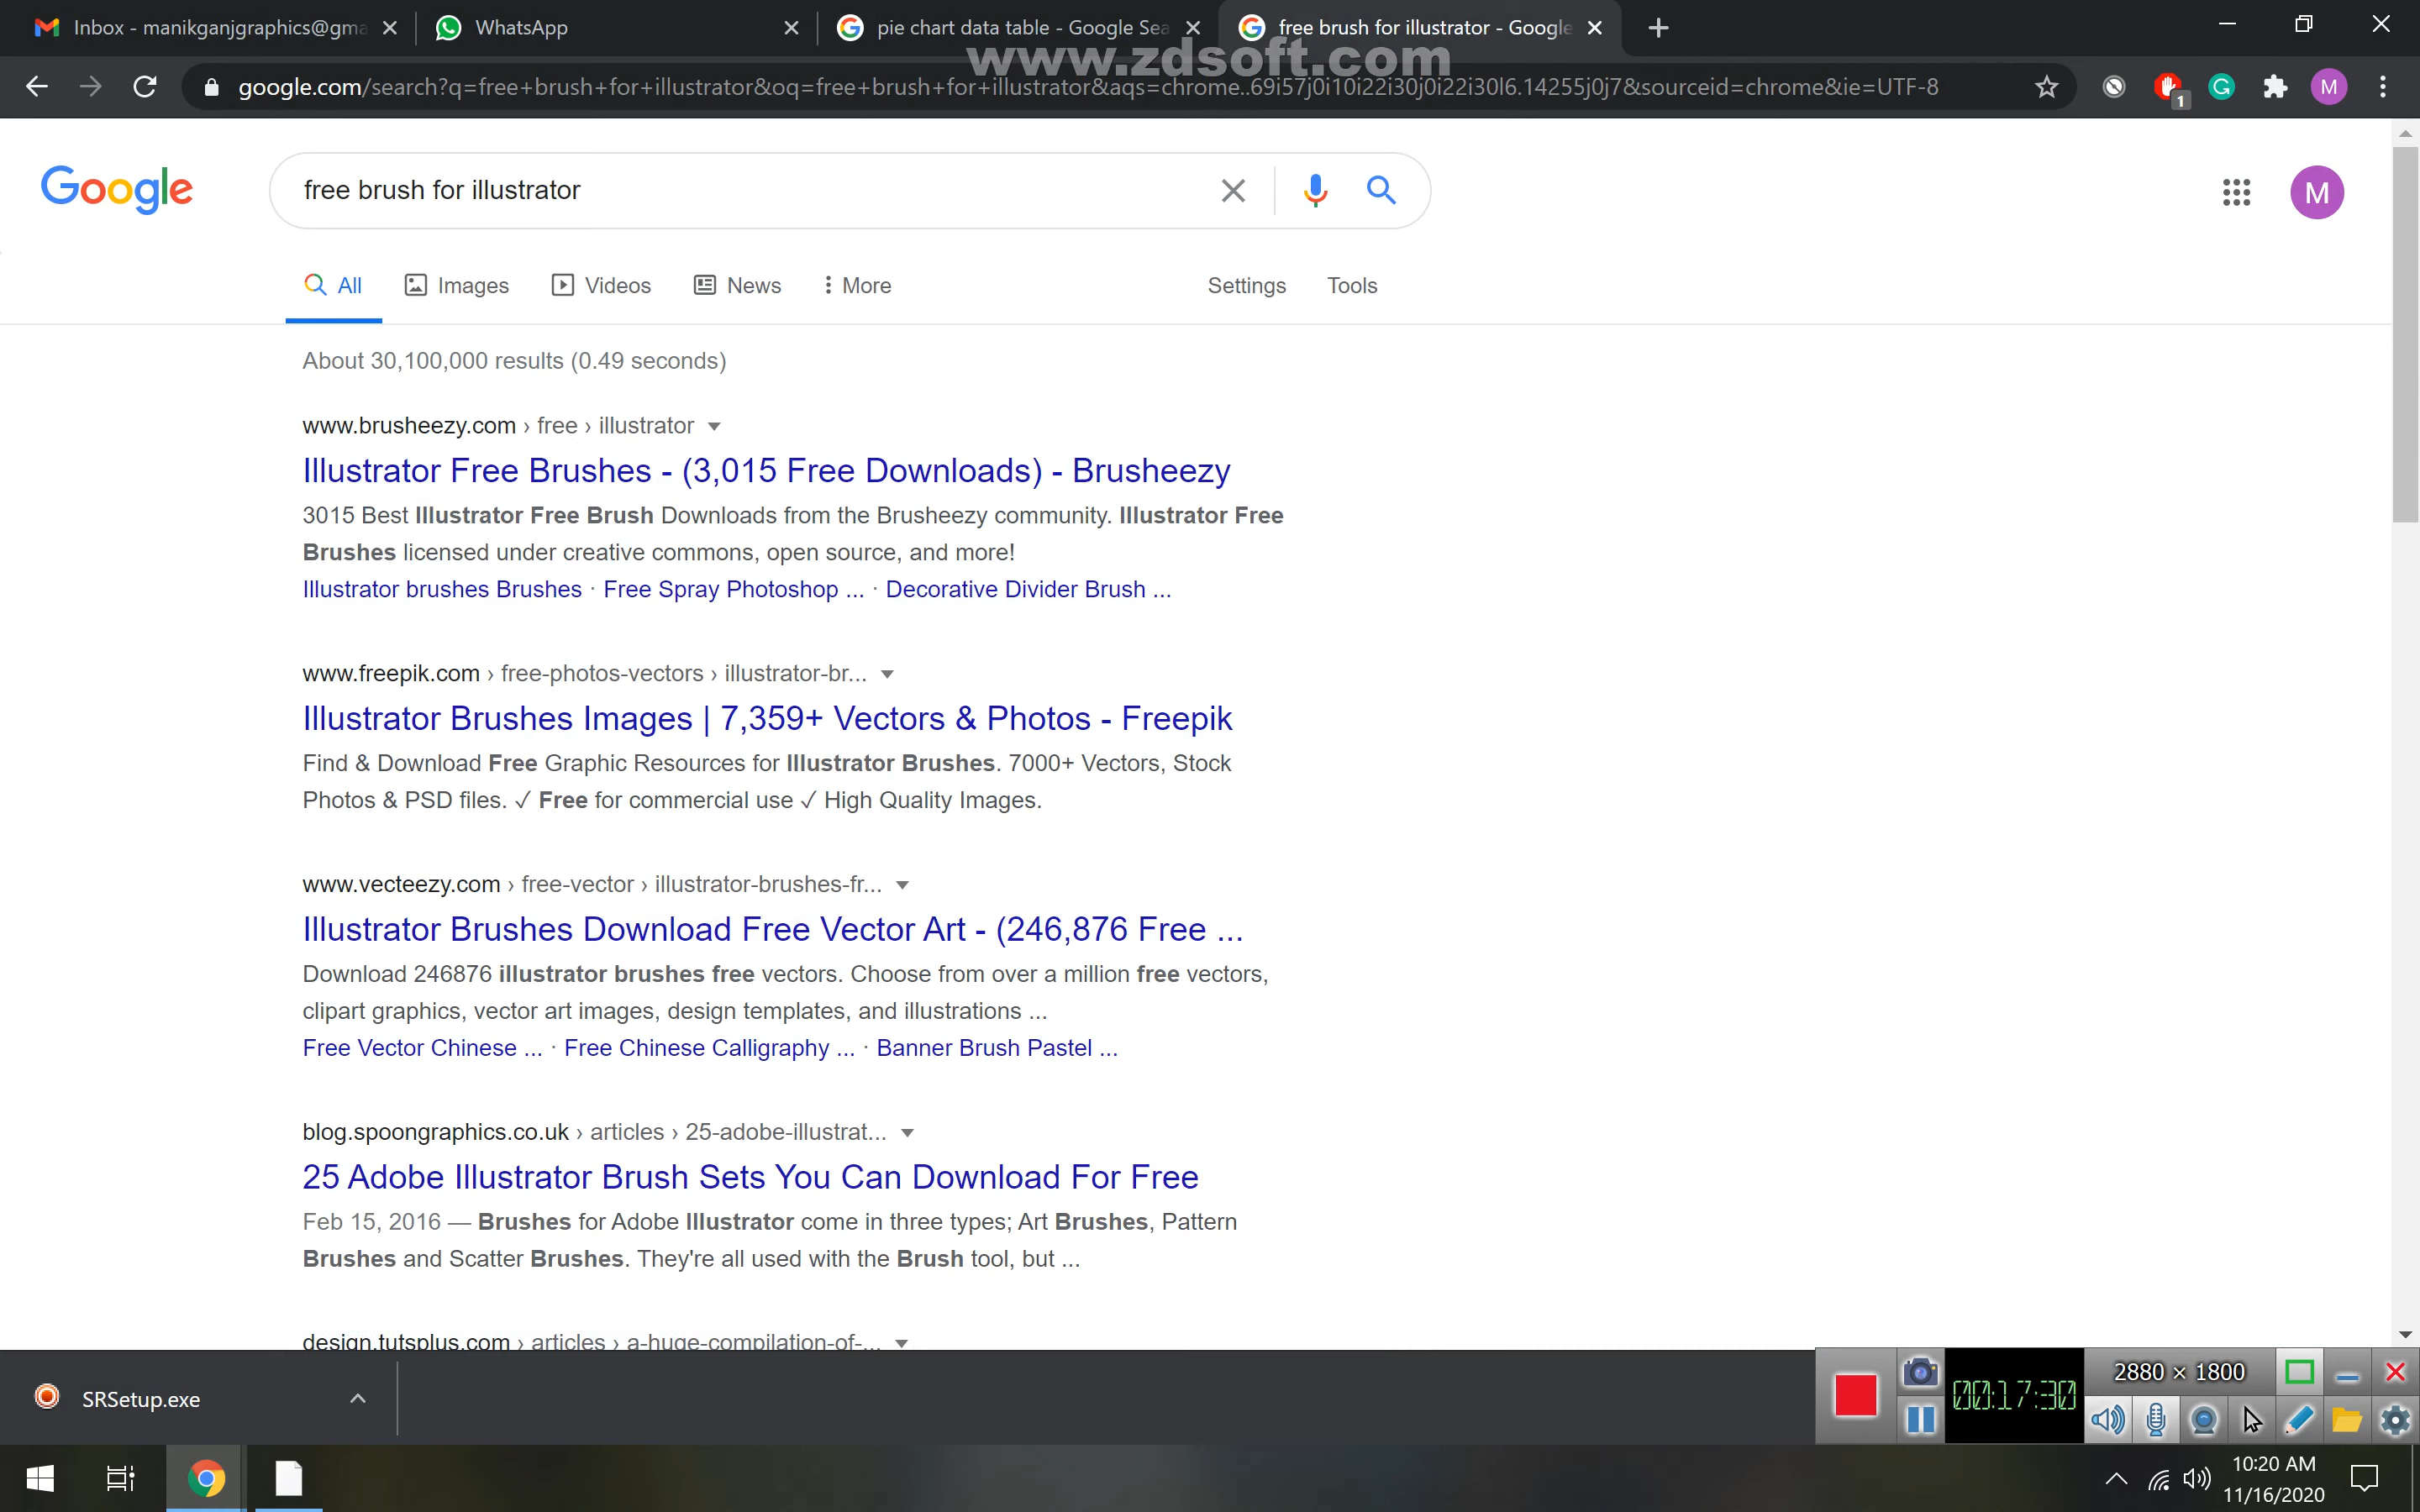 Inbox - manikganjgraphics@gma
WhatsApp
pie chart data table - Google Sea
free brush for illustrator - Google
www.zdsoft.com
google.com/search?q=free+brush+for+illustrator&oq=free+brush+for+illustrator&aqs=chrome..69i57j0i10i22i30j0i22i30l6.14255j0j7&sourceid=chrome&ie=UTF-8
1
M
Google
free brush for illustrator
M
All
Images
Videos
News
More
Settings
Tools
About 30,100,000 results (0.49 seconds)
www.brusheezy.com › free › illustrator
Illustrator Free Brushes - (3,015 Free Downloads) - Brusheezy
3015 Best Illustrator Free Brush Downloads from the Brusheezy community. Illustrator Free
Brushes licensed under creative commons, open source, and more!
Illustrator brushes Brushes · Free Spray Photoshop ... · Decorative Divider Brush ...
www.freepik.com › free-photos-vectors › illustrator-br...
Illustrator Brushes Images | 7,359+ Vectors & Photos - Freepik
Find & Download Free Graphic Resources for Illustrator Brushes. 7000+ Vectors, Stock
Photos & PSD files. ✓ Free for commercial use ✓ High Quality Images.
www.vecteezy.com › free-vector › illustrator-brushes-fr...
Illustrator Brushes Download Free Vector Art - (246,876 Free ...
Download 246876 illustrator brushes free vectors. Choose from over a million free vectors,
clipart graphics, vector art images, design templates, and illustrations ...
Free Vector Chinese ... · Free Chinese Calligraphy ... · Banner Brush Pastel ...
blog.spoongraphics.co.uk › articles › 25-adobe-illustrat...
25 Adobe Illustrator Brush Sets You Can Download For Free
Feb 15, 2016 — Brushes for Adobe Illustrator come in three types; Art Brushes, Pattern
Brushes and Scatter Brushes. They're all used with the Brush tool, but ...
design.tutsplus.com › articles › a-huge-compilation-of-...
SRSetup.exe
00:17:30
2880 × 1800
10:20 AM
11/16/2020